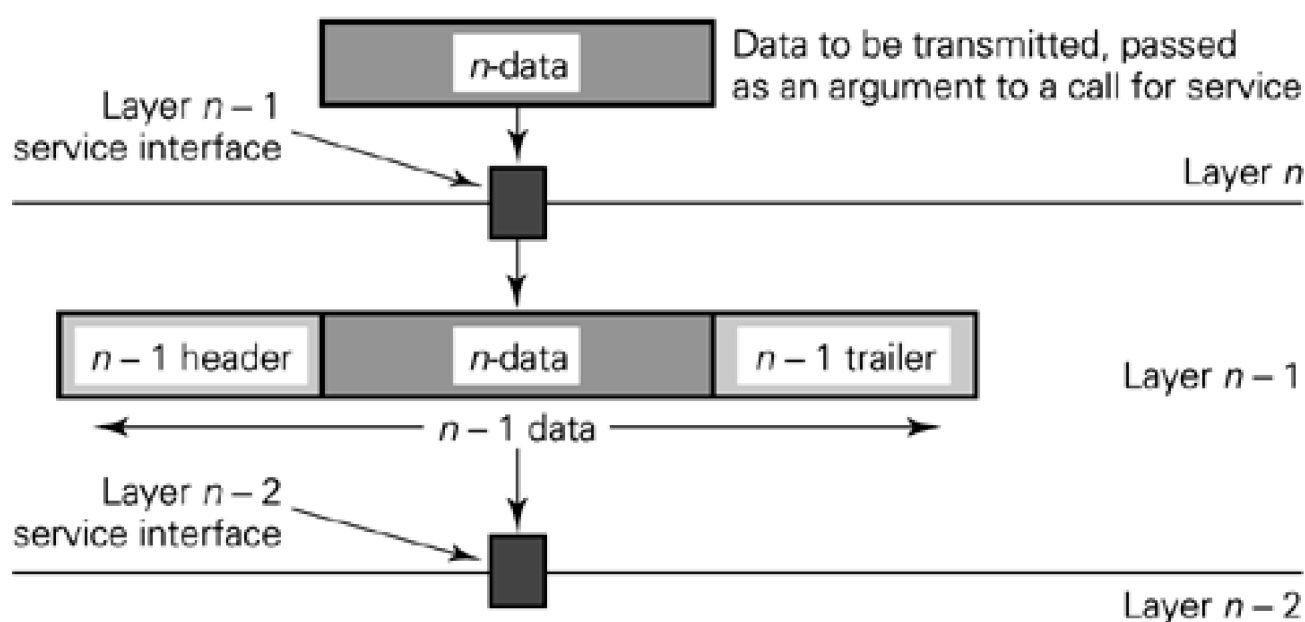 n-data
Data to be transmitted, passed
as an argument to a call for service
Layer n – 1
service interface
Layer n
n – 1 header
n-data
n – 1 trailer
Layer n – 1
n – 1 data
Layer n – 2
service interface
Layer n – 2